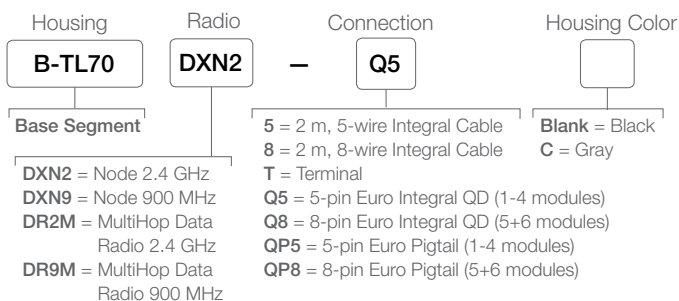 Housing Radio Connection Housing Color
B-TL70 DXN2 – Q5
Base Segment
DXN2 = Node 2.4 GHz
DXN9 = Node 900 MHz
DR2M = MultiHop Data
Radio 2.4 GHz
DR9M = MultiHop Data
Radio 900 MHz
5 = 2 m, 5-wire Integral Cable
8 = 2 m, 8-wire Integral Cable
T = Terminal
Q5 = 5-pin Euro Integral QD (1-4 modules)
Q8 = 8-pin Euro Integral QD (5+6 modules)
QP5 = 5-pin Euro Pigtail (1-4 modules)
QP8 = 8-pin Euro Pigtail (5+6 modules)
Blank = Black
C = Gray